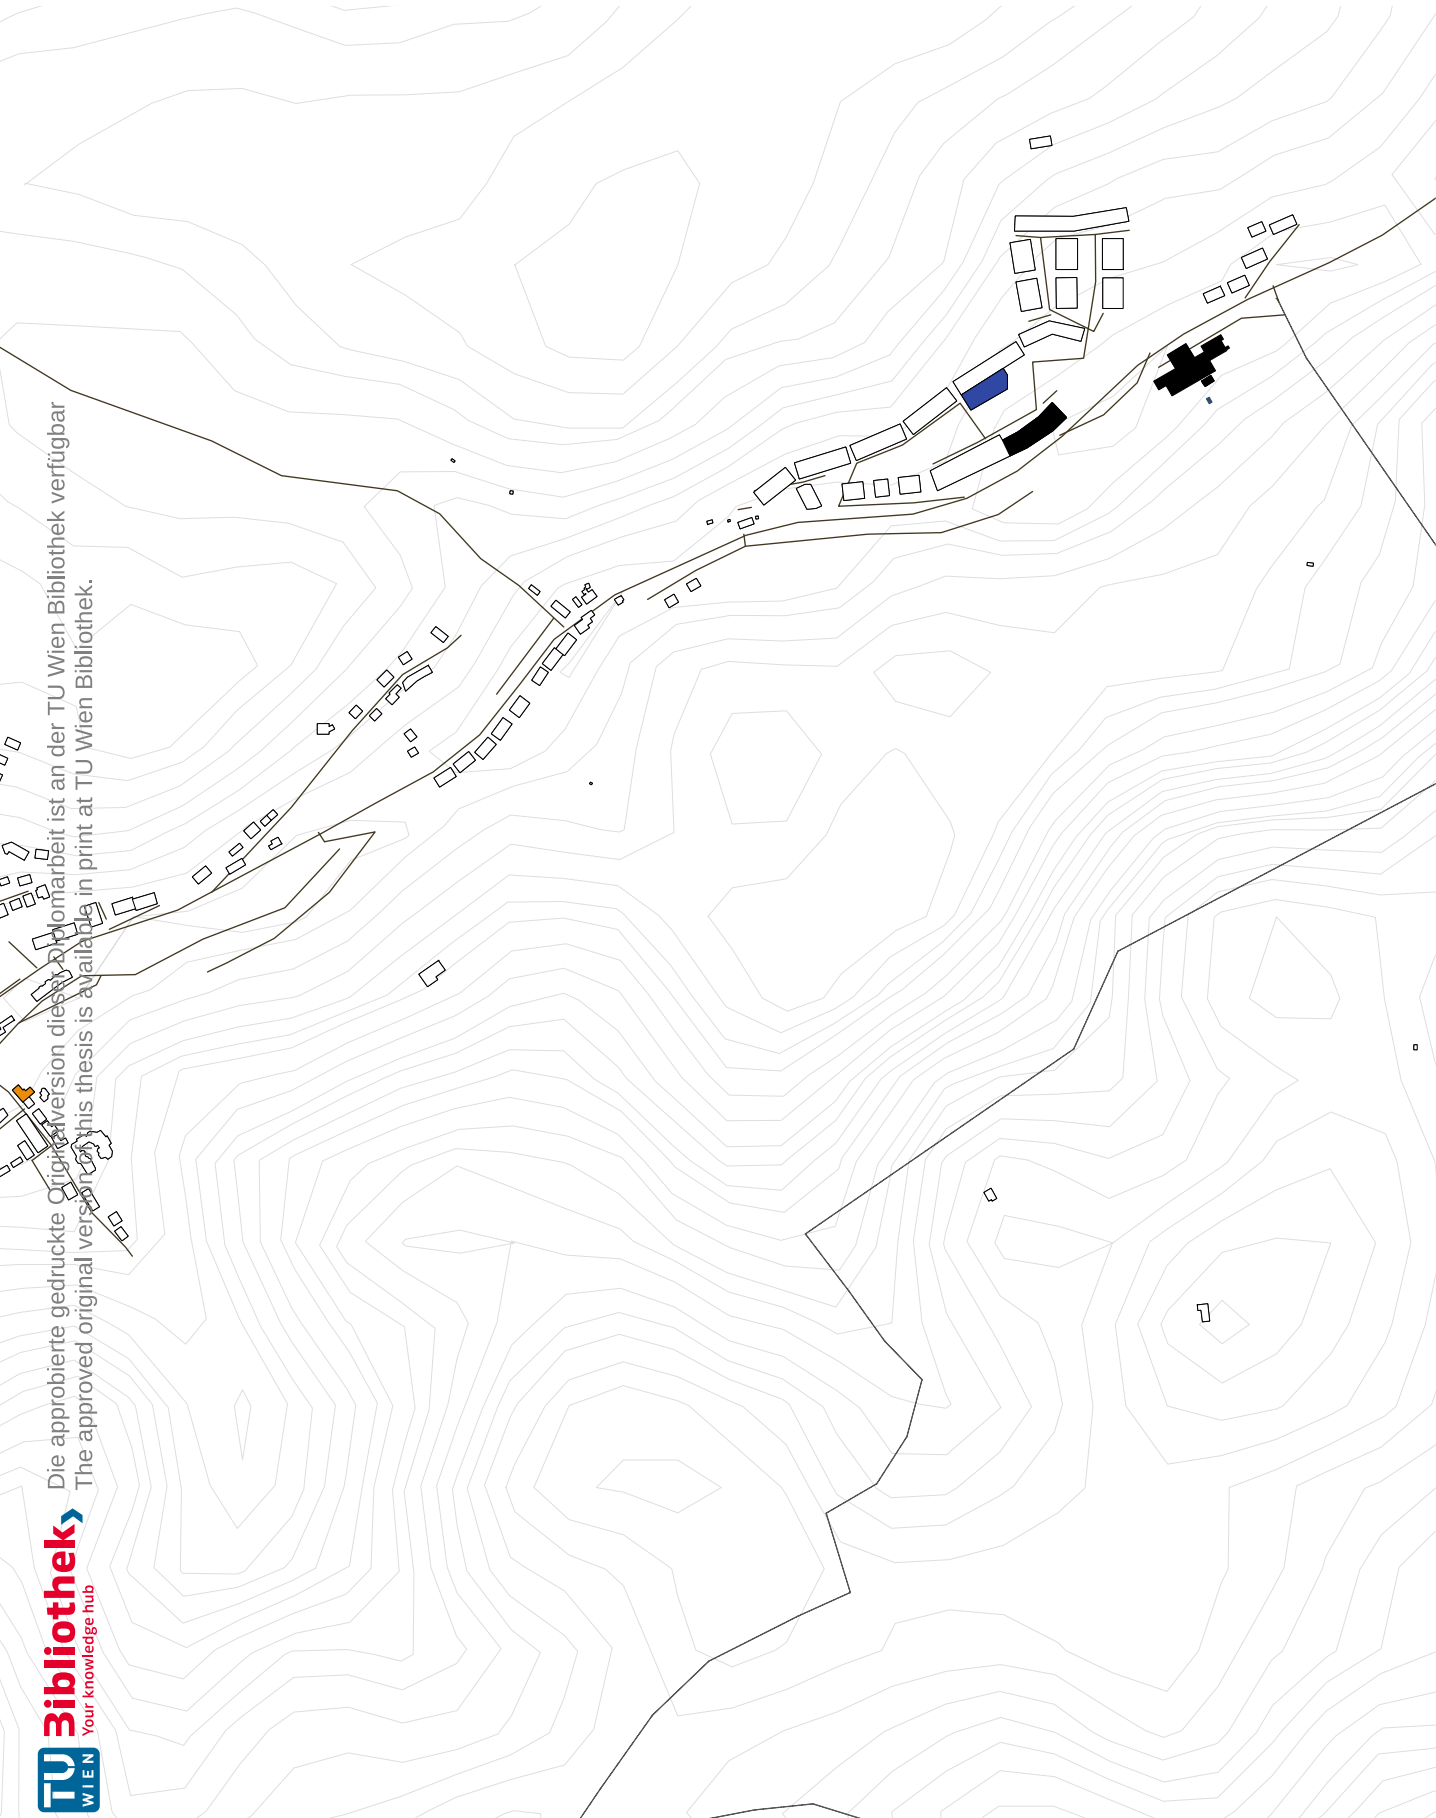 Die approbierte gedruckte Originalversion dieser Diplomarbeit ist an der TU Wien Bibliothek verfügbar
The approved original version of this thesis is available in print at TU Wien Bibliothek.
Bibliothek
Your knowledge hub
TU
WIEN